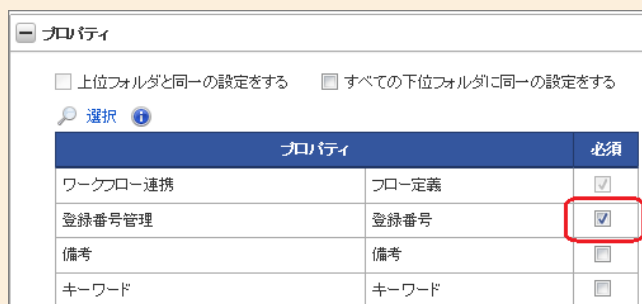 プロパティ
上位フォルダと同一の設定をする すべての下位フォルダに同一の設定をする
選択
プロパティ 必須
ワークフロー連携 フロー定義
登録番号管理 登録番号
備考 備考
キーワード キーワード